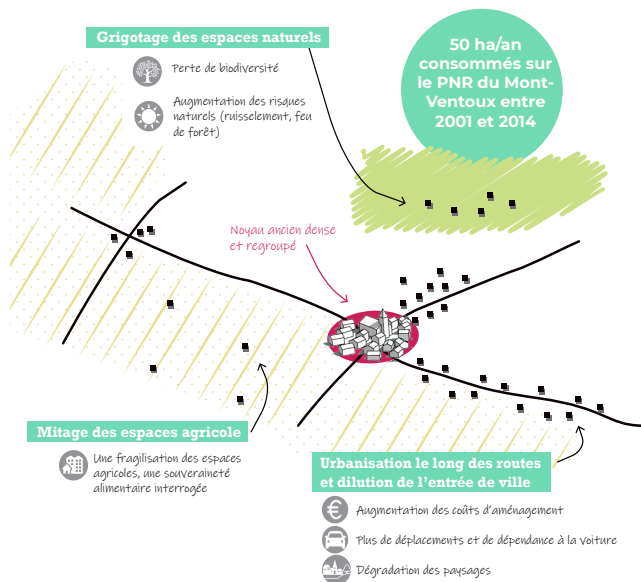 Grigotage des espaces naturels
Perte de biodiversité
Augmentation des risques
naturels (ruisselement, feu
de forêt)
50 ha/an
consommés sur
le PNR du Mont-
Ventoux entre
2001 et 2014
Noyau ancien dense
et regroupé
Mitage des espaces agricole
Une fragilisation des espaces
agricoles, une souveraineté
alimentaire interrogée
Urbanisation le long des routes
et dilution de l'entrée de ville
€
Augmentation des coûts d'aménagement
Plus de déplacements et de dépendance à la voiture
Dégradation des paysages